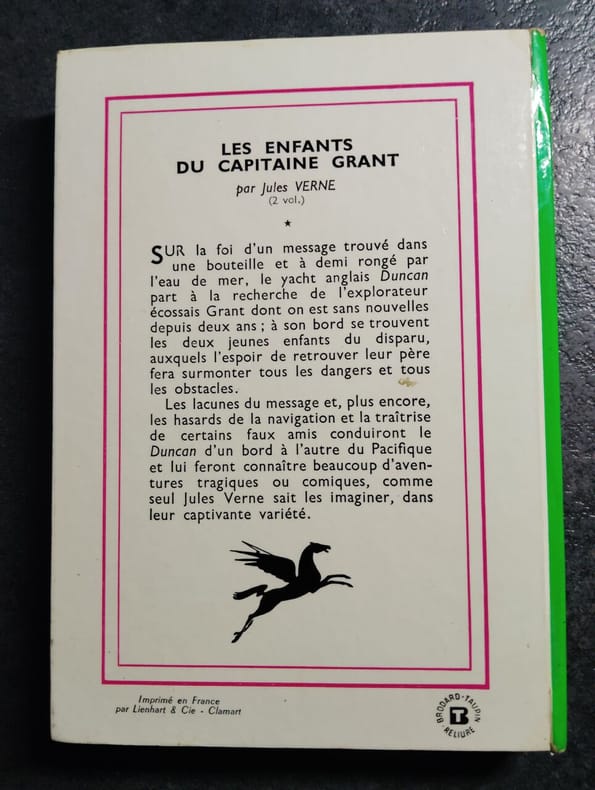 LES ENFANTS
DU CAPITAINE GRANT
par Jules VERNE
(2 vol.)
SUR la foi d'un message trouvé dans
une bouteille et à demi rongé par
l'eau de mer, le yacht anglais Duncan
part à la recherche de l'explorateur
écossais Grant dont on est sans nouvelles
depuis deux ans ; à son bord se trouvent
les deux jeunes enfants du disparu,
auxquels l'espoir de retrouver leur père
fera surmonter tous les dangers et tous
les obstacles.
Les lacunes du message et, plus encore,
les hasards de la navigation et la traîtrise
de certains faux amis conduiront le
Duncan d'un bord à l'autre du Pacifique
et lui feront connaître beaucoup d'aven-
tures tragiques ou comiques, comme
seul Jules Verne sait les imaginer, dans
leur captivante variété.
Imprimé en France
par Lienhart & Cie - Clamart
BRODARD-TAUPIN
TB
RELIURE